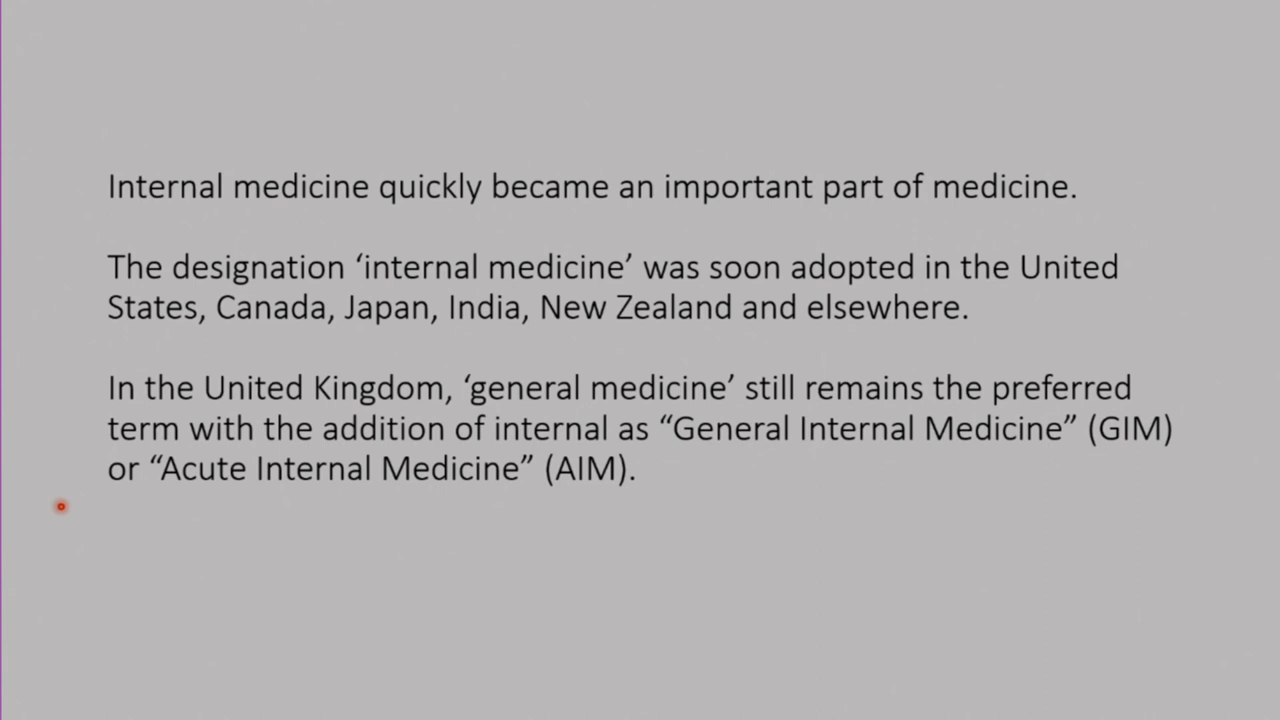 Internal medicine quickly became an important part of medicine.
The designation ‘internal medicine’ was soon adopted in the United
States, Canada, Japan, India, New Zealand and elsewhere.
In the United Kingdom, ‘general medicine’ still remains the preferred
term with the addition of internal as “General Internal Medicine” (GIM)
or “Acute Internal Medicine” (AIM).